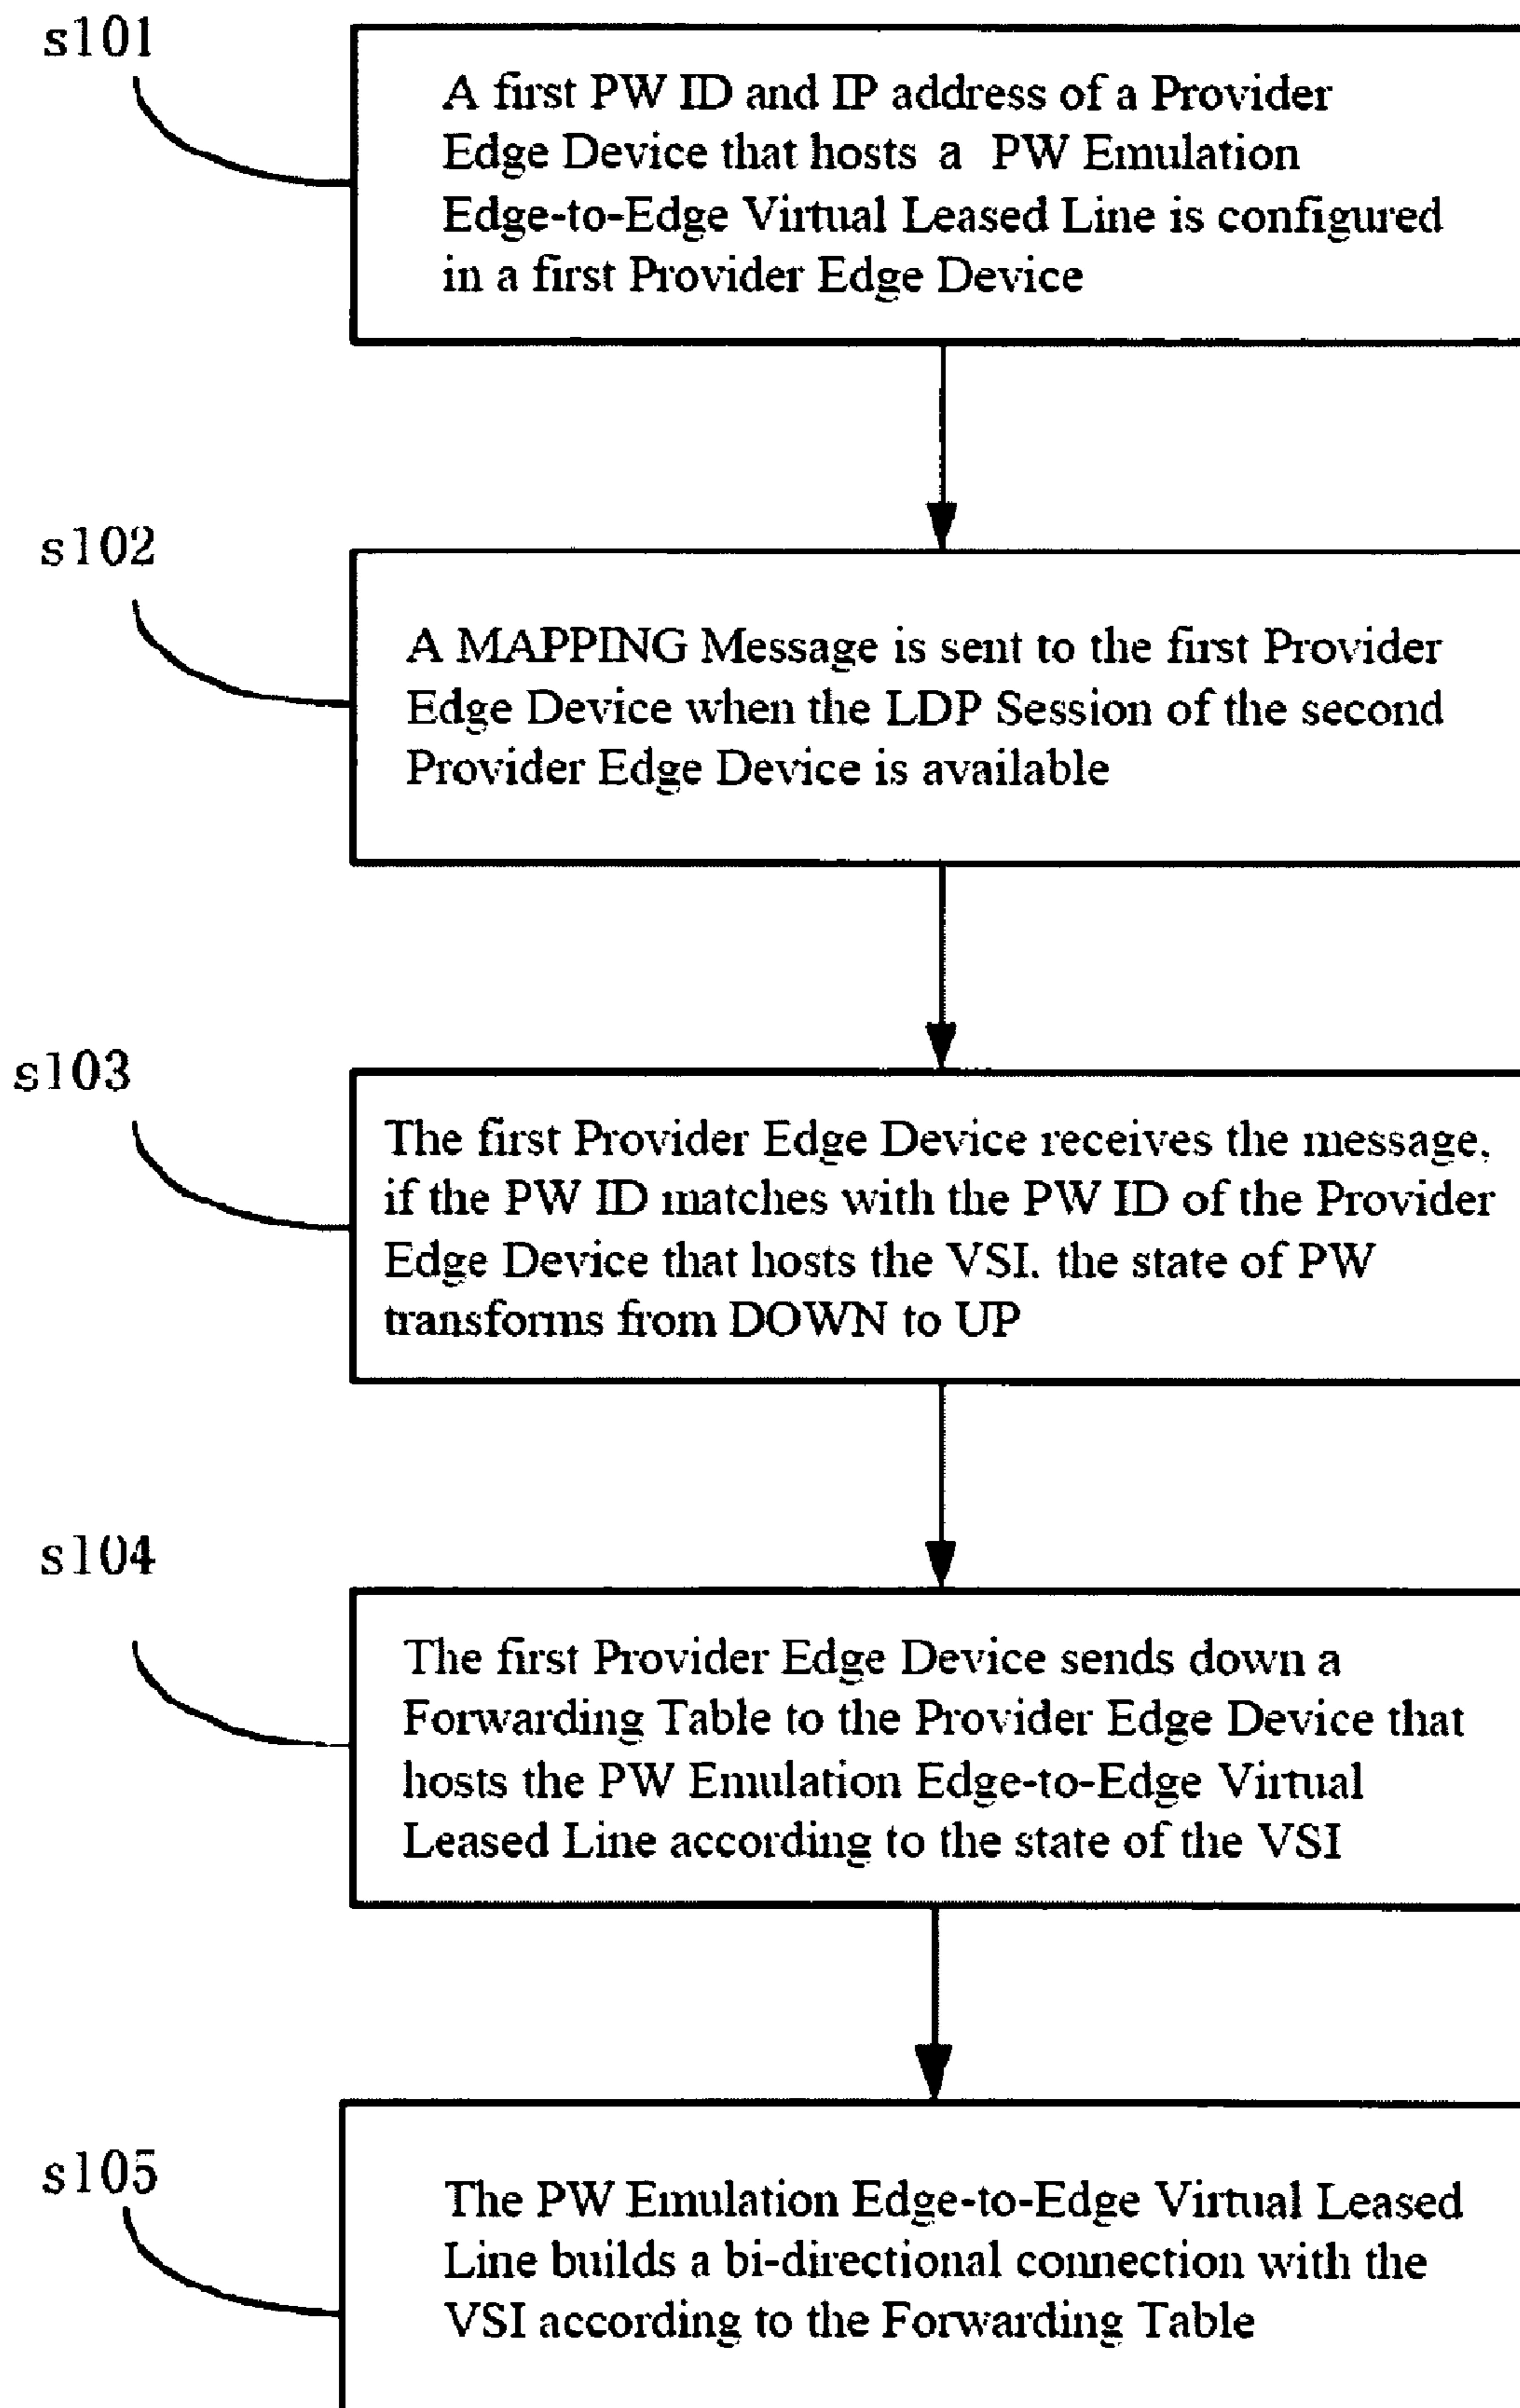 s101
A first PW ID and IP address of a Provider
Edge Device that hosts a PW Emulation
Edge-to-Edge Virtual Leased Line is configured
in a first Provider Edge Device
s102
A MAPPING Message is sent to the first Provider
Edge Device when the LDP Session of the second
Provider Edge Device is available
s103
The first Provider Edge Device receives the message,
if the PW ID matches with the PW ID of the Provider
Edge Device that hosts the VSI, the state of PW
transforms from DOWN to UP
s104
The first Provider Edge Device sends down a
Forwarding Table to the Provider Edge Device that
hosts the PW Emulation Edge-to-Edge Virtual
Leased Line according to the state of the VSI
s105
The PW Emulation Edge-to-Edge Virtual Leased
Line builds a bi-directional connection with the
VSI according to the Forwarding Table